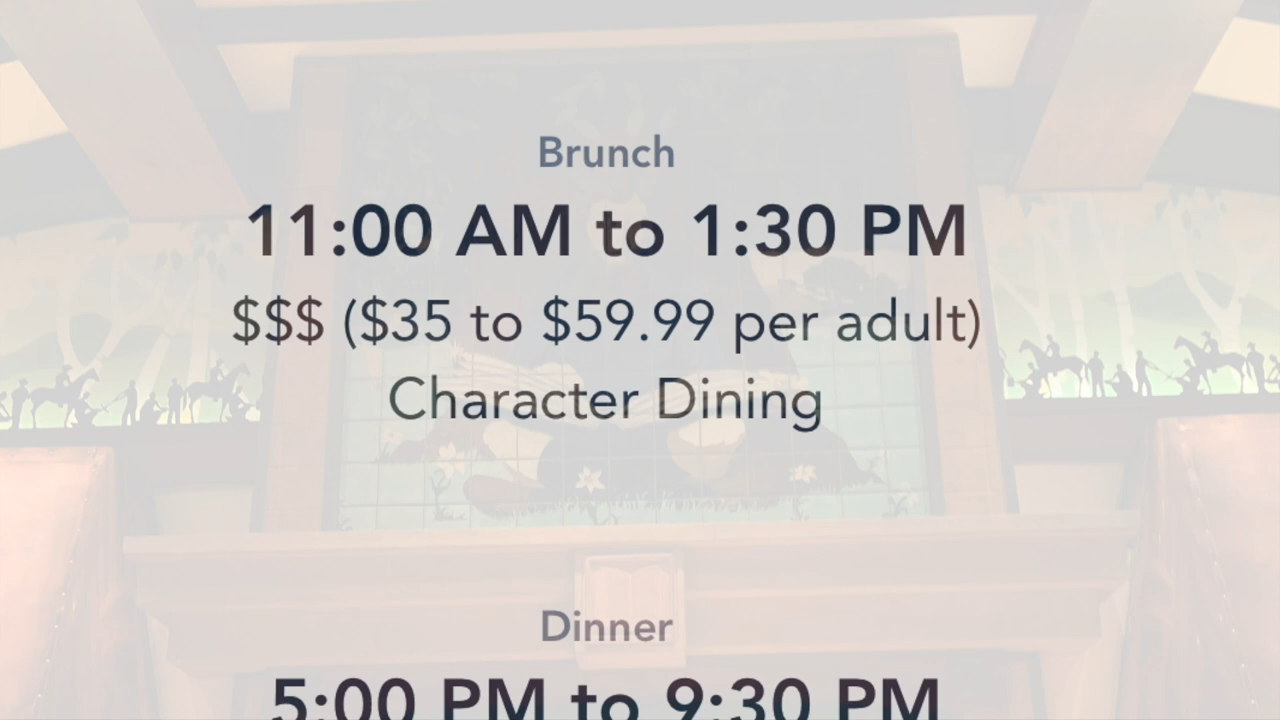 Brunch
11:00 AM to 1:30 PM
$$$ ($35 to $59.99 per adult)
Character Dining
Dinner
5:00 PM to 9:30 PM